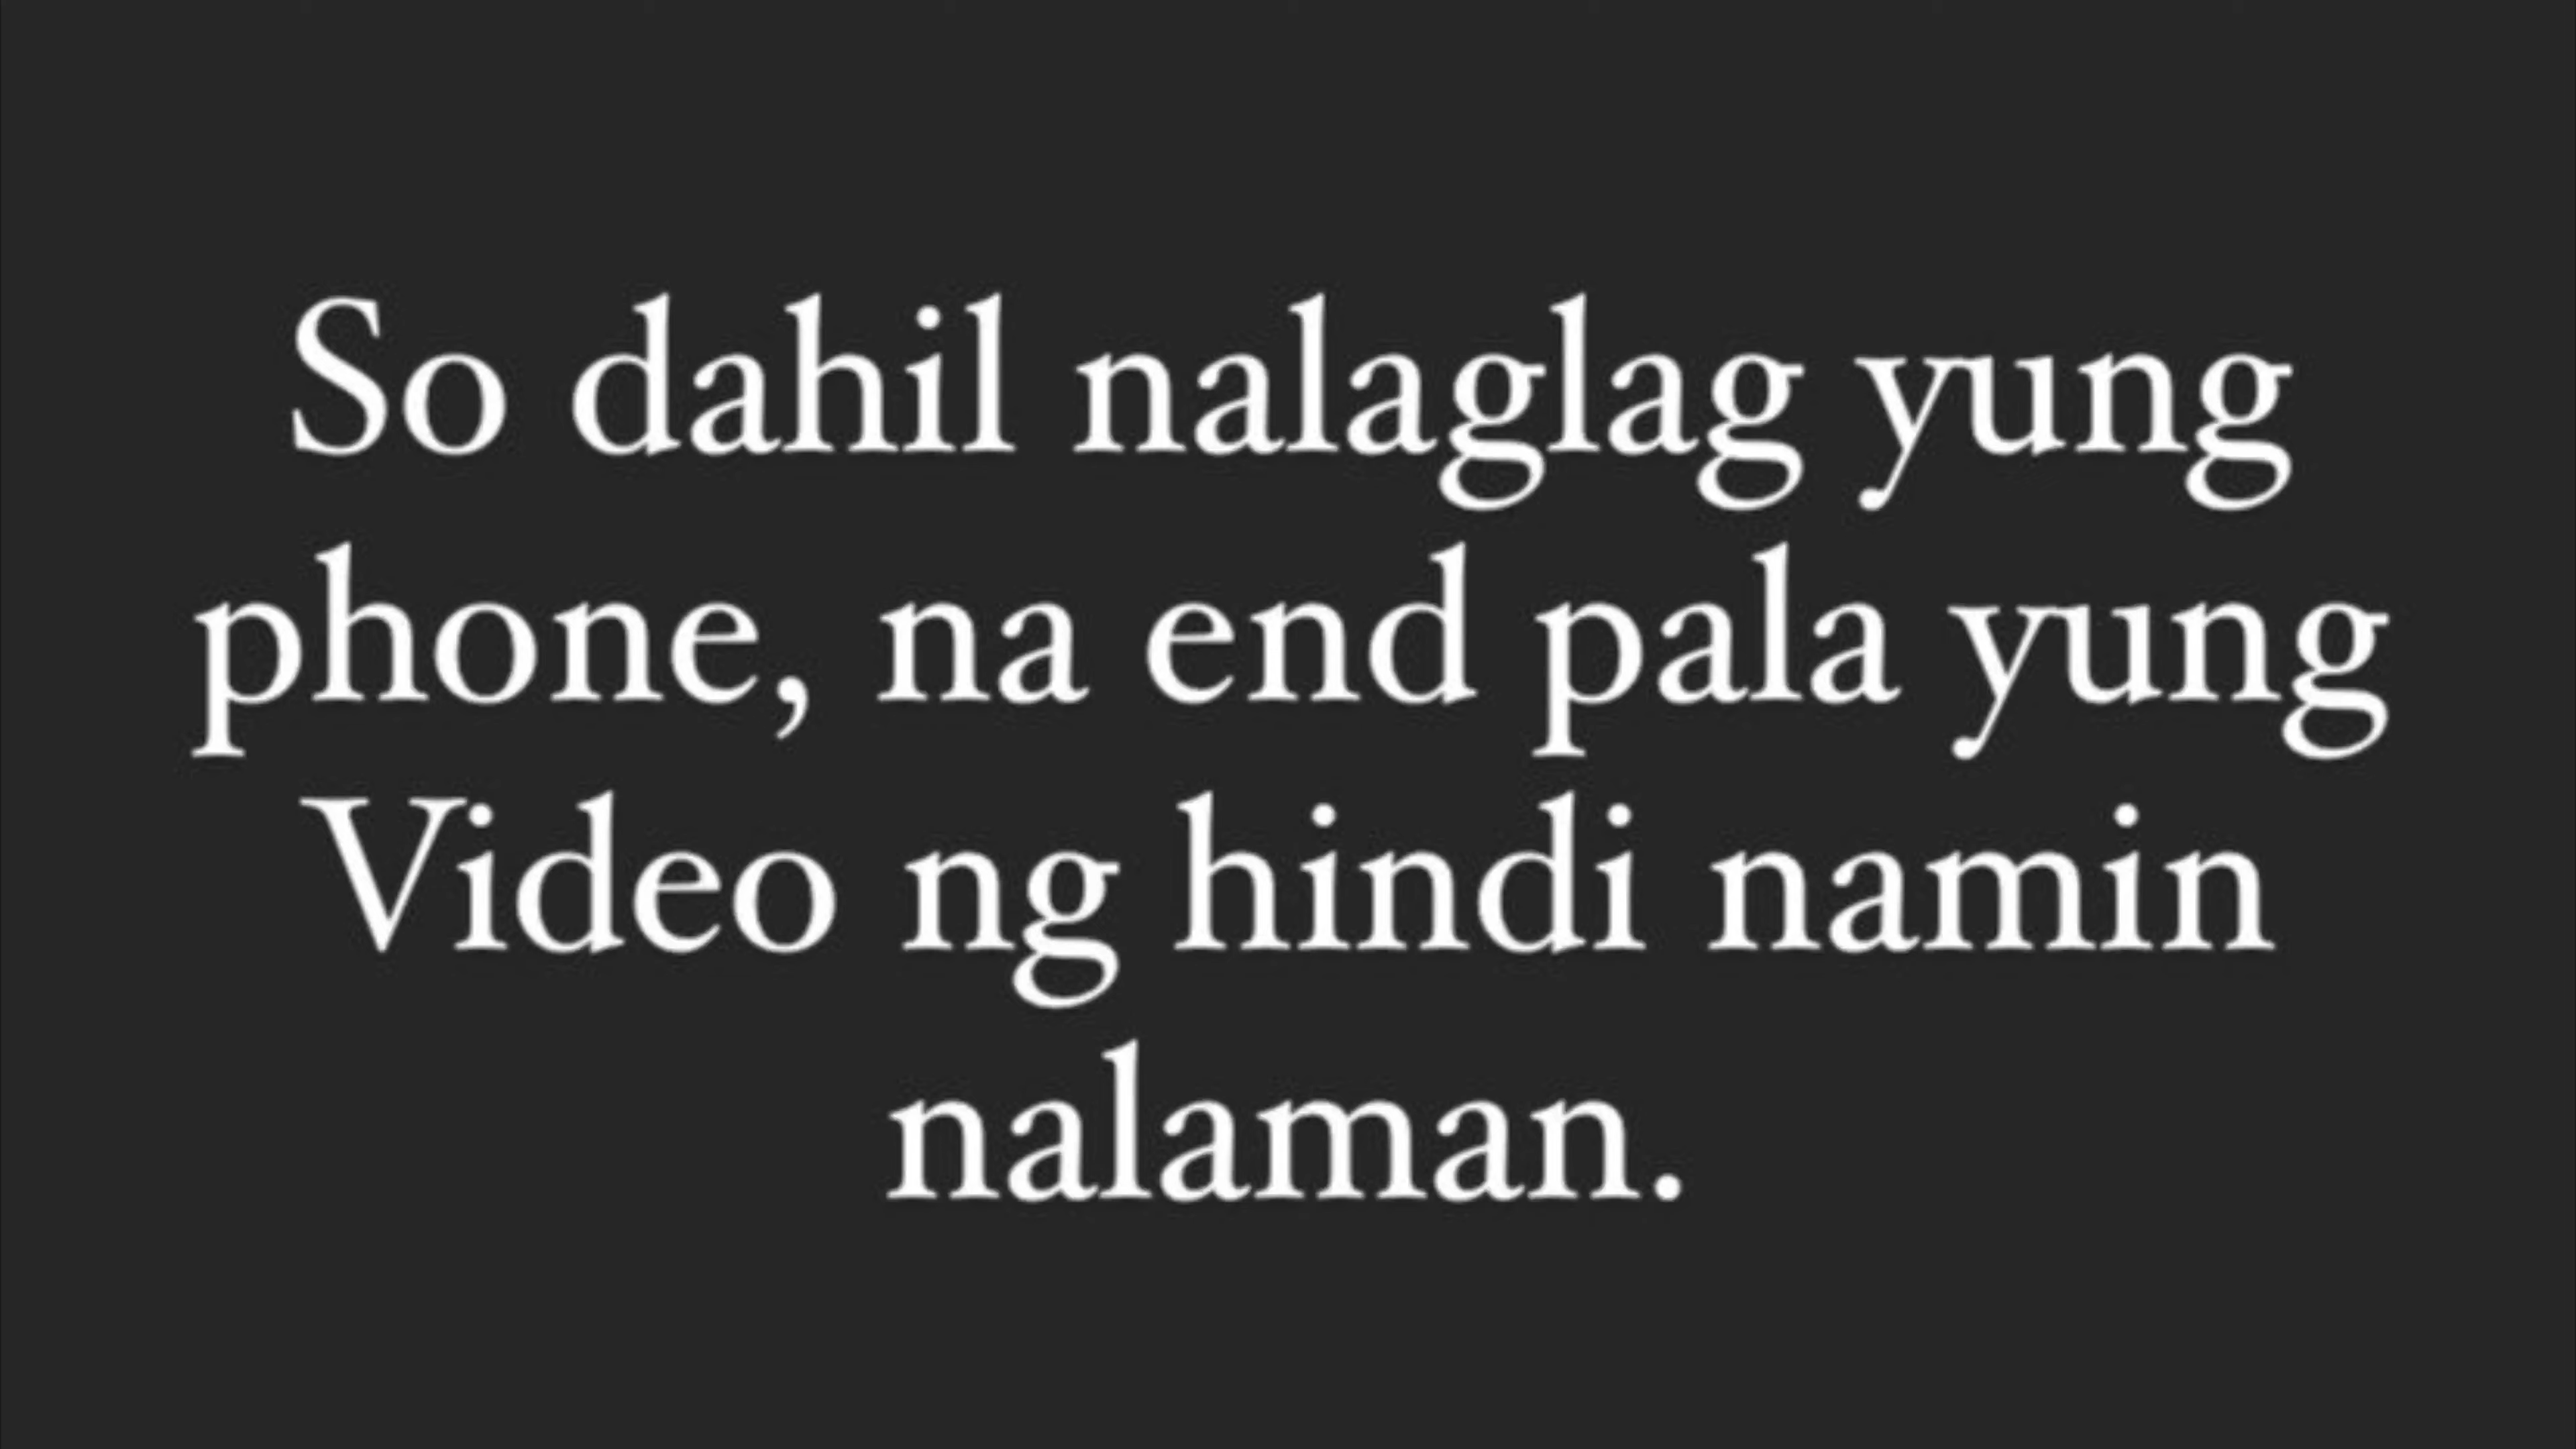 So dahil nalaglag yung
phone, na end pala yung
Video ng hindi namin
nalaman.